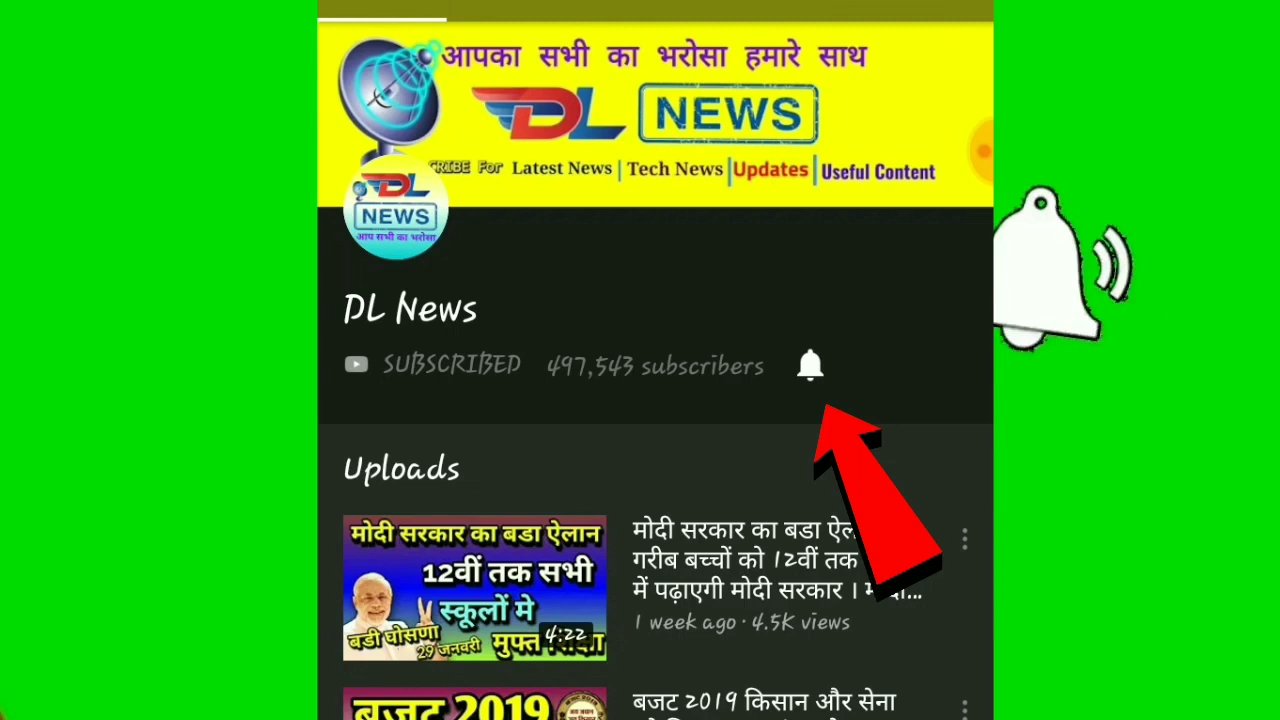 आपका सभी का भरोसा हमारे साथ
DL NEWS
CRIBE For Latest News | Tech News | Updates | Useful Content
DL
NEWS
आप सभी का भरोसा
DL News
SUBSCRIBED 497,543 subscribers
Uploads
मोदी सरकार का बडा ऐलान
12वीं तक सभी
स्कूलों मे
बडी घोसणा
29 जनवरी
मुफ्त
4:22
मोदी सरकार का बडा
गरीब बच्चों को 12वीं तक
में पढ़ाएगी मोदी सरकार ।
1 week ago · 4.5K views
बजट 2019
बजट 2019 किसान और सेना